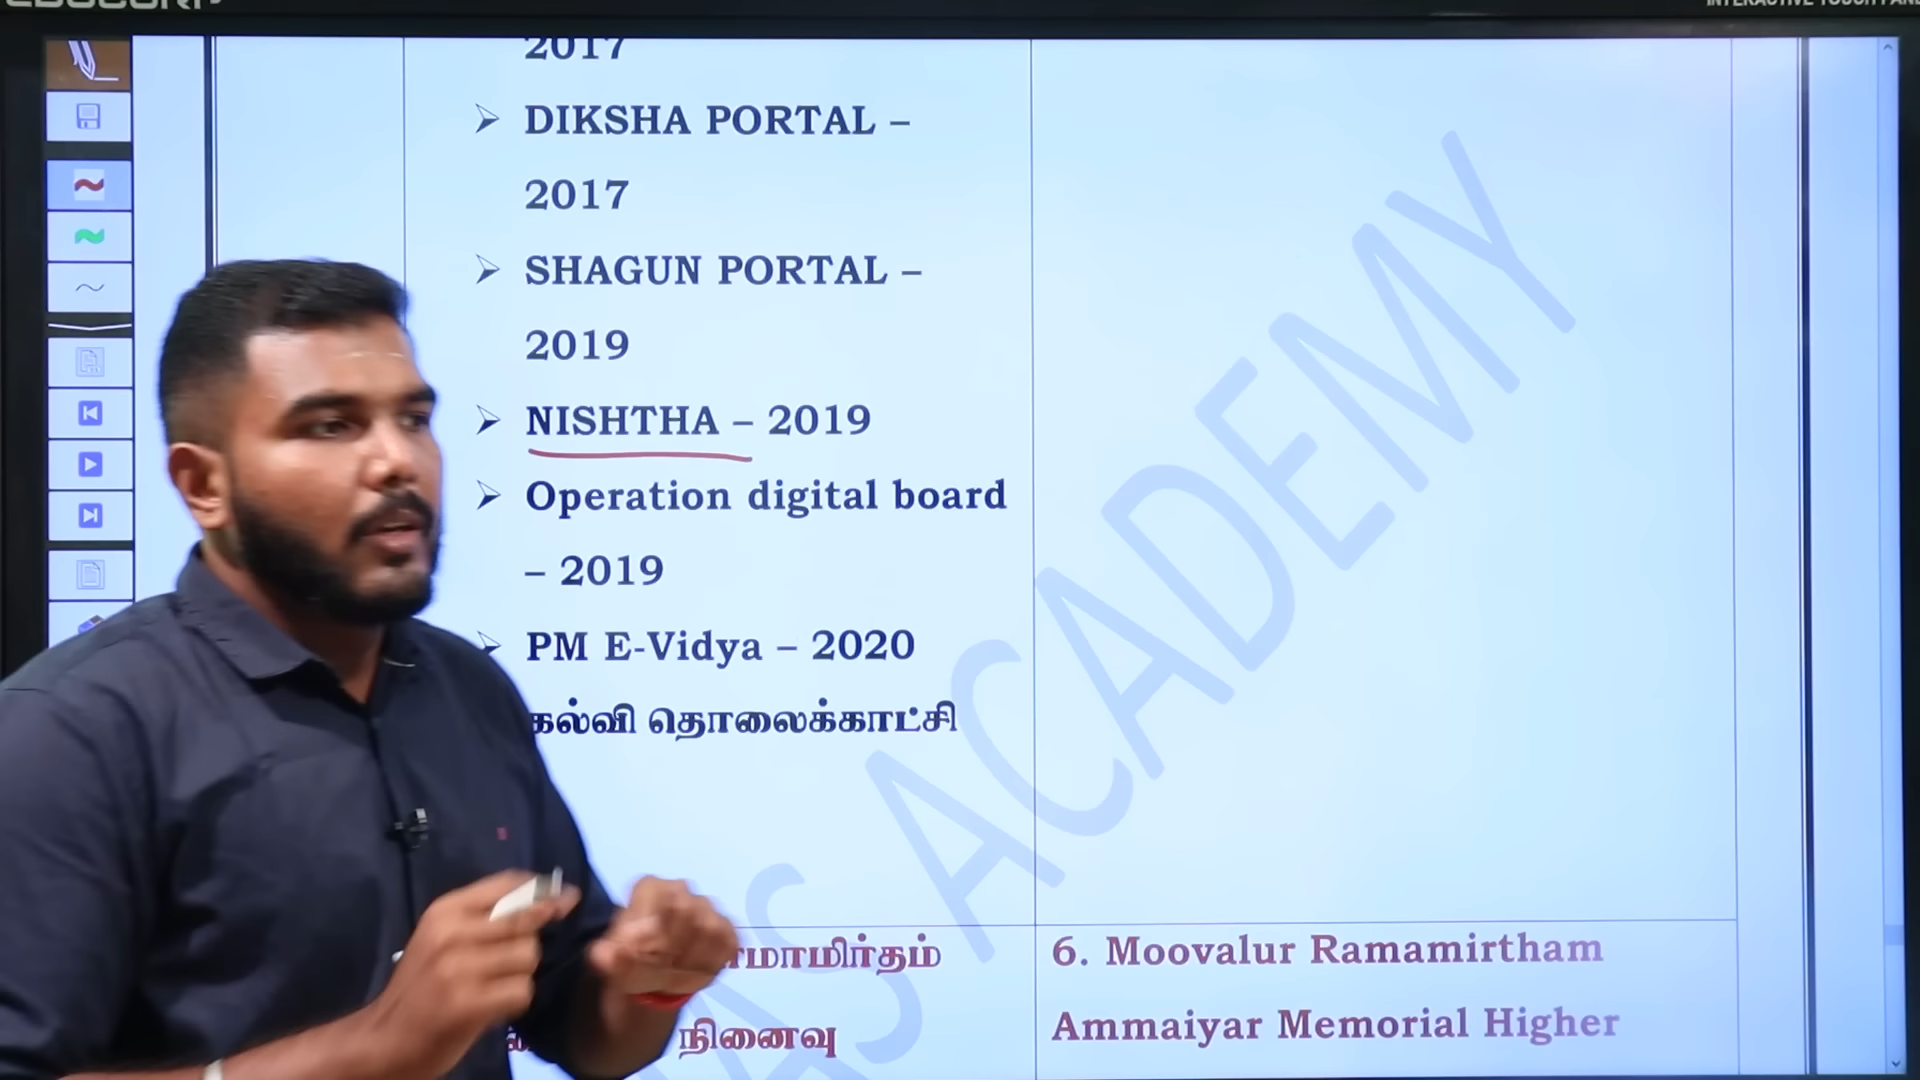 2017
➢ DIKSHA PORTAL –
2017
➢ SHAGUN PORTAL –
2019
➢ NISHTHA – 2019
➢ Operation digital board
– 2019
➢ PM E-Vidya – 2020
கல்வி தொலைக்காட்சி
6. Moovalur Ramamirtham
நினைவு
Ammaiyar Memorial Higher
ACADEMY